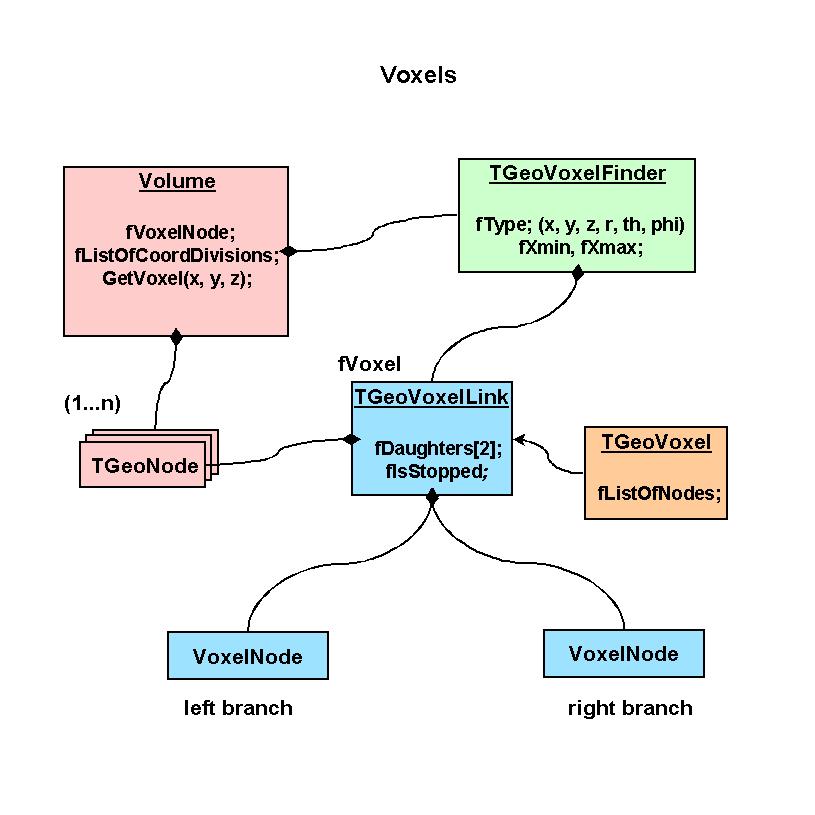 Voxels
Volume
fVoxelNode;
fListOfCoordDivisions;
GetVoxel(x, y, z);
TGeoVoxelFinder
fType; (x, y, z, r, th, phi)
fXmin, fXmax;
fVoxel
(1...n)
TGeoNode
TGeoVoxelLink
fDaughters[2];
fIsStopped;
TGeoVoxel
fListOfNodes;
VoxelNode
left branch
VoxelNode
right branch